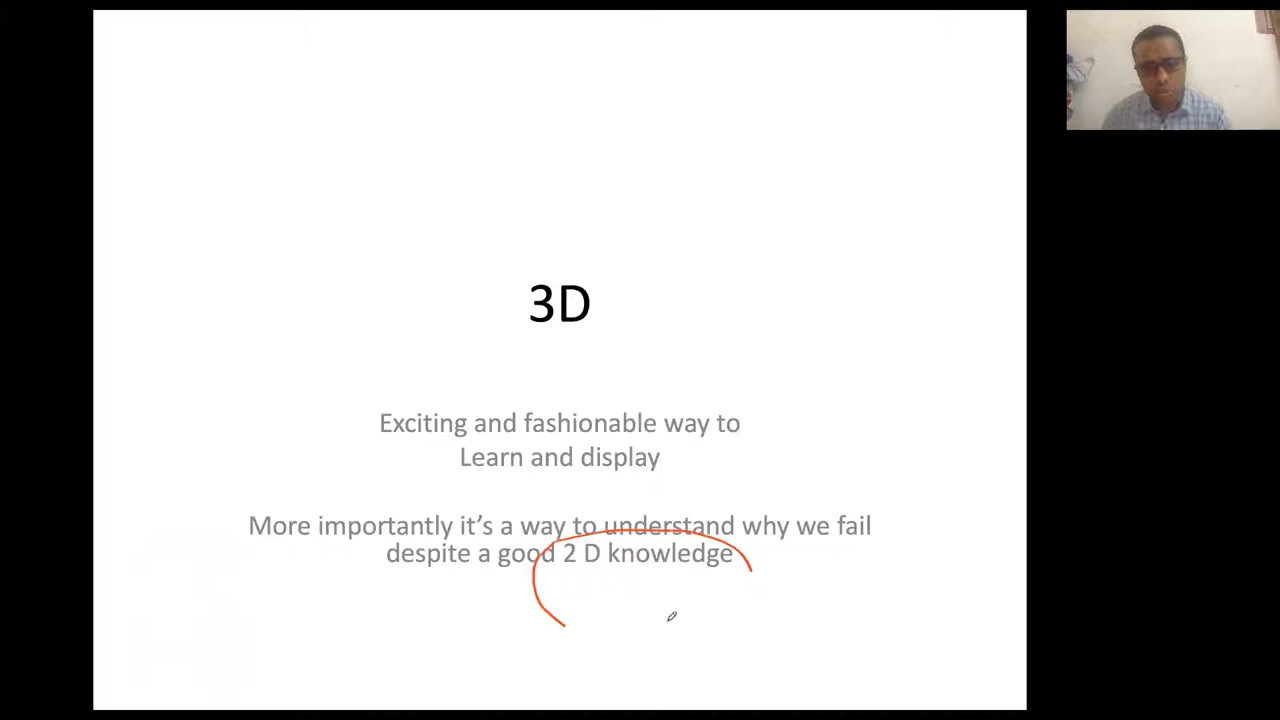 3D
Exciting and fashionable way to
Learn and display
More importantly it's a way to understand why we fail
despite a good 2 D knowledge